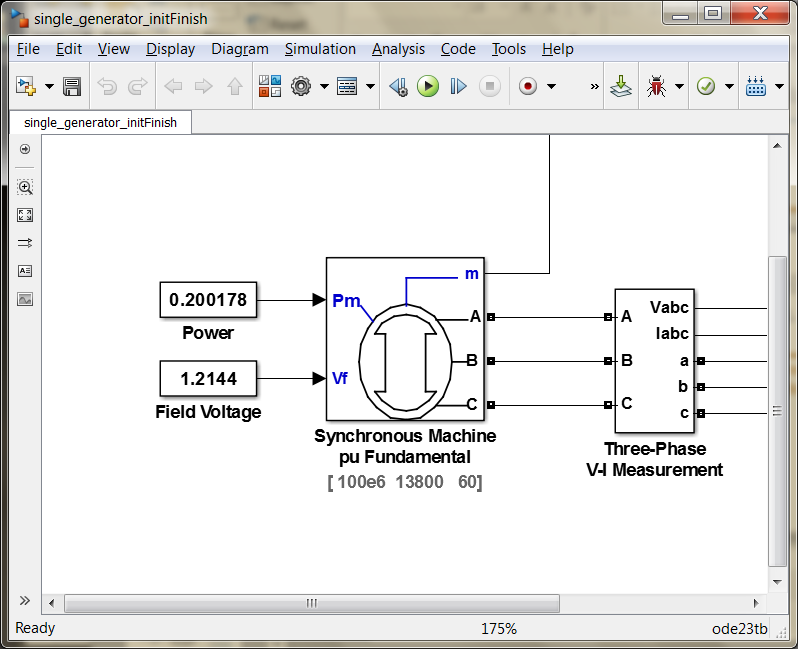 single_generator_initFinish
File Edit View Display Diagram Simulation Analysis Code Tools Help
»
single_generator_initFinish
m
Pm
0.200178
Power
A
A
Vabc
Iabc
B
B
a
Vf
1.2144
b
Field Voltage
C
C
c
Synchronous Machine
pu Fundamental
[ 100e6 13800 60]
Three-Phase
V-I Measurement
»
Ready 175% ode23tb